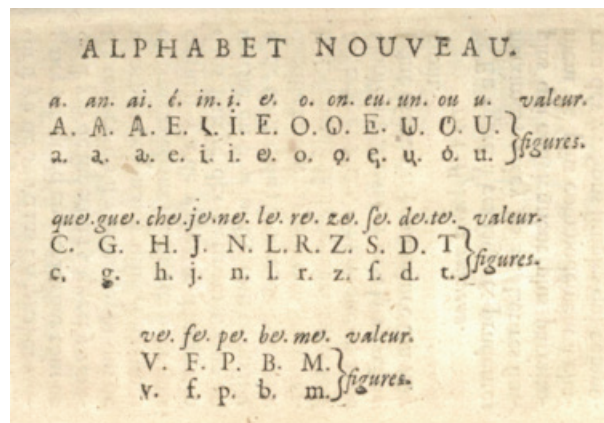 ALPHABET NOUVEAU.
a. an. ai. é. in. i. e. o. on. eu. un. ou u. valeur.
A. A. A. E. I. I. E. O. O. E. U. O. U. } figures.
a. a. a. e. i. i. e. o. o. e. u. o. u.
que. gue. che. je. ne. le. re. ze. ſe. de. te. valeur.
C. G. H. J. N. L. R. Z. S. D. T } figures.
c. g. h. j. n. l. r. z. ſ. d. t.
ve. fe. pe. be. me. valeur.
V. F. P. B. M. } figures.
v. f. p. b. m.